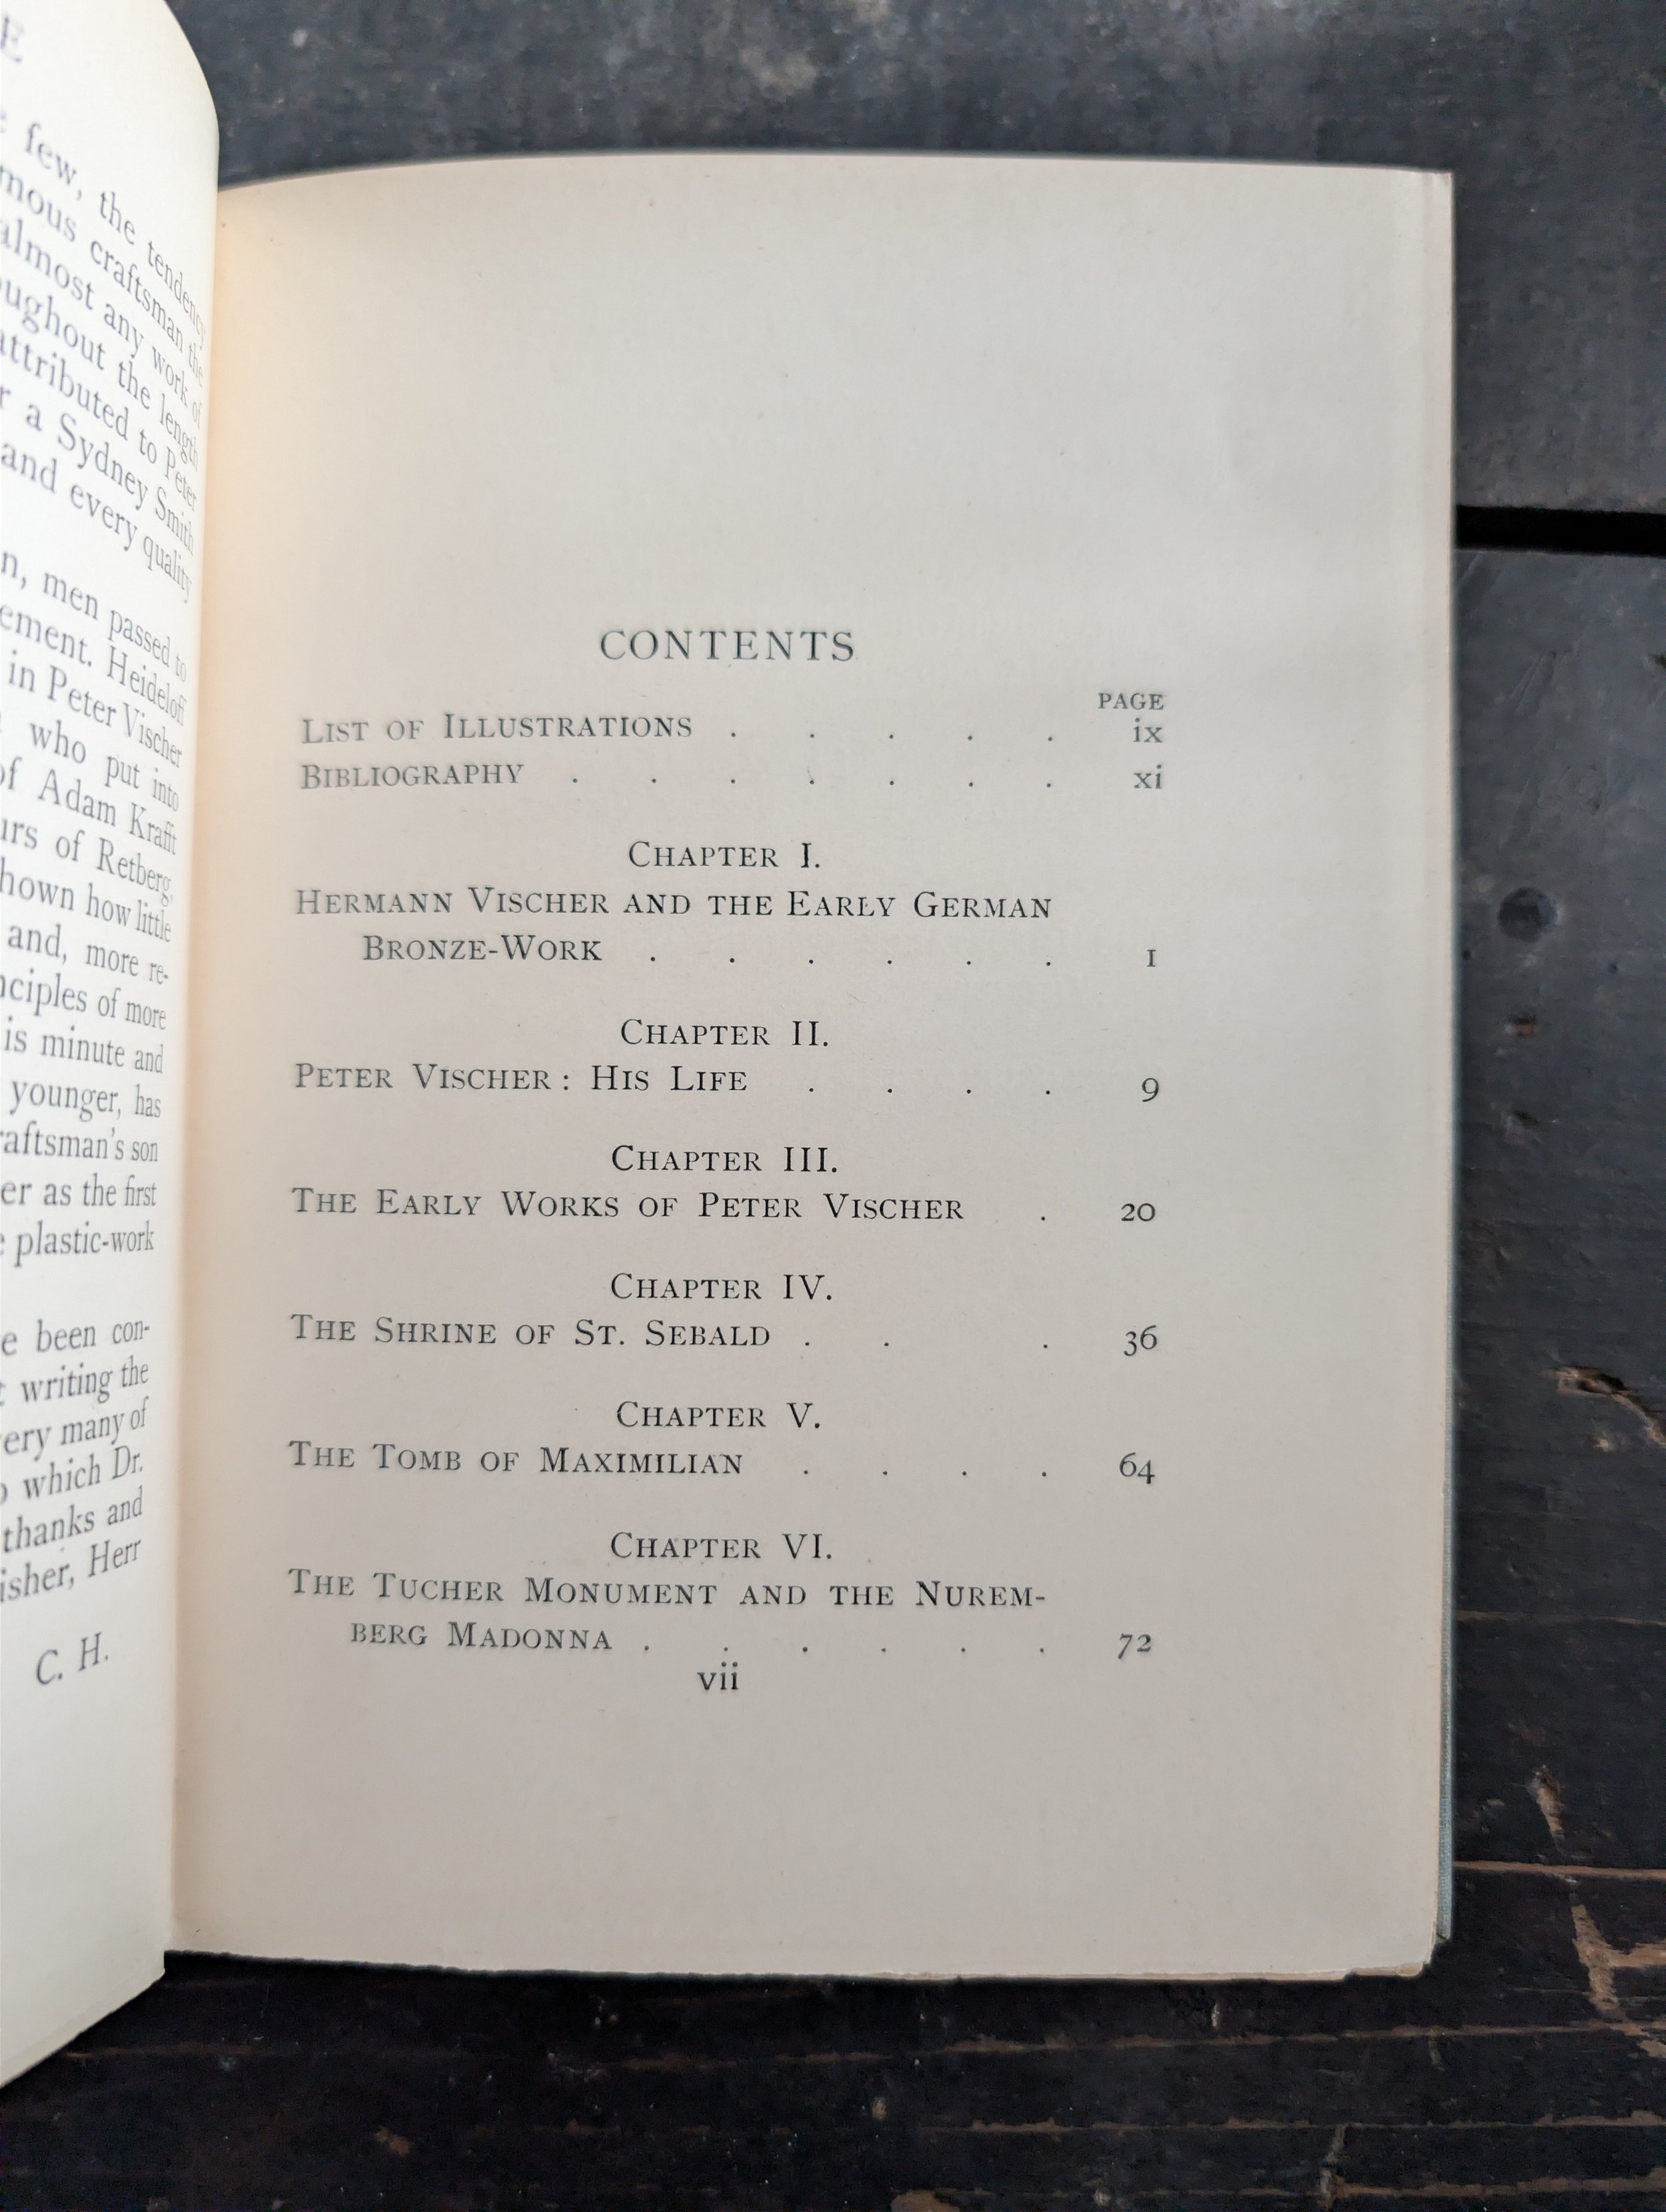 E
few, the tendency
mous craftsman the
almost any work of
oughout the length
attributed to Peter
r a Sydney Smith
and every quality
n, men passed to
ement. Heideloff
in Peter Vischer
who put into
of Adam Krafft
urs of Retberg,
hown how little
and, more re-
nciples of more
is minute and
younger, has
raftsman's son
er as the first
plastic-work
e been con-
writing the
ery many of
o which Dr.
thanks and
isher, Herr
C. H.
CONTENTS
PAGE
LIST OF ILLUSTRATIONS . . . . . ix
BIBLIOGRAPHY . . . . . . . xi
CHAPTER I.
HERMANN VISCHER AND THE EARLY GERMAN
BRONZE-WORK . . . . . . 1
CHAPTER II.
PETER VISCHER: HIS LIFE . . . . 9
CHAPTER III.
THE EARLY WORKS OF PETER VISCHER . 20
CHAPTER IV.
THE SHRINE OF ST. SEBALD . . . 36
CHAPTER V.
THE TOMB OF MAXIMILIAN . . . . 64
CHAPTER VI.
THE TUCHER MONUMENT AND THE NUREM-
BERG MADONNA . . . . . . 72
vii